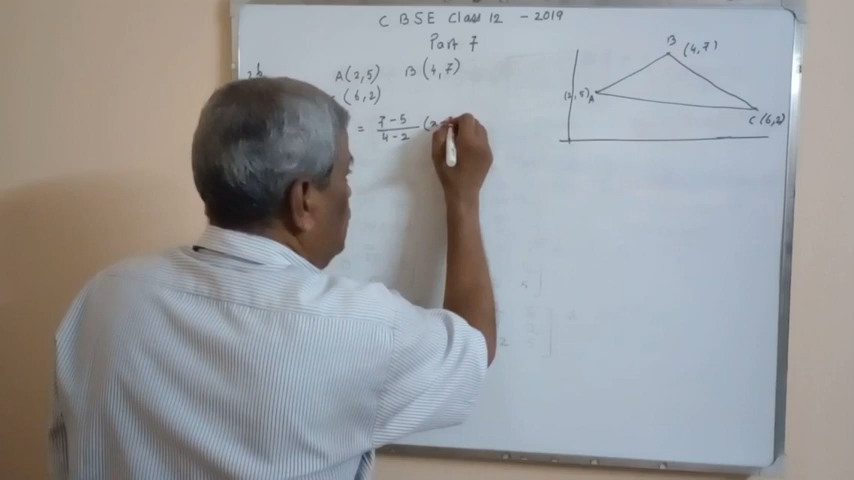 C BSE Class 12 - 2019
Part 7
A(2,5) B(4,7)
(6,2)
= 7-5 / 4-2 (x-
B (4,7)
(2,5) A
C (6,2)